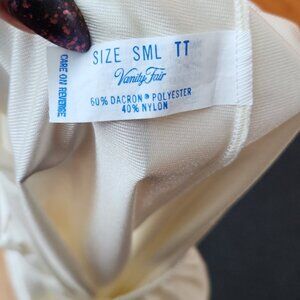 SIZE SML TT
Vanity Fair
60% DACRON® POLYESTER
40% NYLON
CARE ON REVERSE